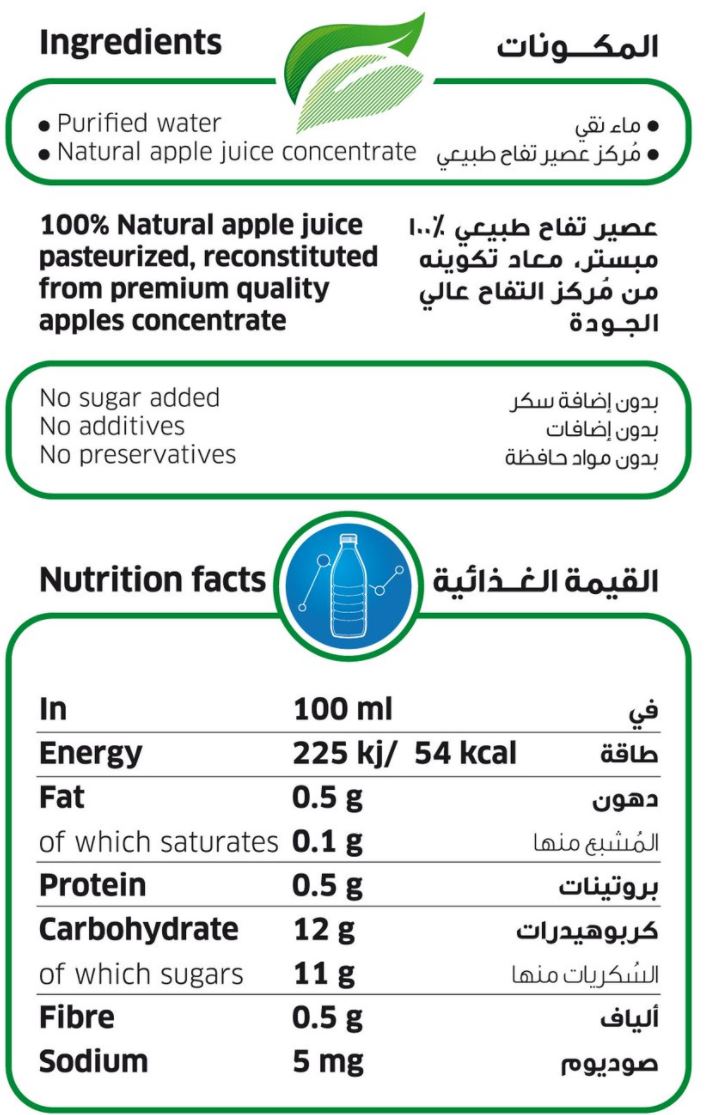 Ingredients المكونات
• Purified water • ماء نقي
• Natural apple juice concentrate • مُركز عصير تفاح طبيعي
100% Natural apple juice عصير تفاح طبيعي ٪١٠٠
pasteurized, reconstituted مبستر، معاد تكوينه
from premium quality من مُركز التفاح عالي
apples concentrate الجودة
No sugar added بدون إضافة سكر
No additives بدون إضافات
No preservatives بدون مواد حافظة
Nutrition facts القيمة الغذائية
In 100 ml في
Energy 225 kj/ 54 kcal طاقة
Fat 0.5 g دهون
of which saturates 0.1 g المُشبع منها
Protein 0.5 g بروتينات
Carbohydrate 12 g كربوهيدرات
of which sugars 11 g السُكريات منها
Fibre 0.5 g ألياف
Sodium 5 mg صوديوم